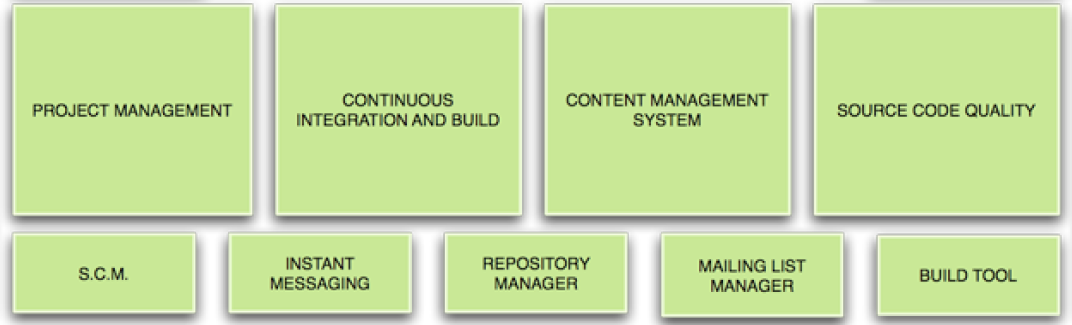 PROJECT MANAGEMENT
CONTINUOUS
INTEGRATION AND BUILD
CONTENT MANAGEMENT
SYSTEM
SOURCE CODE QUALITY
S.C.M.
INSTANT
MESSAGING
REPOSITORY
MANAGER
MAILING LIST
MANAGER
BUILD TOOL